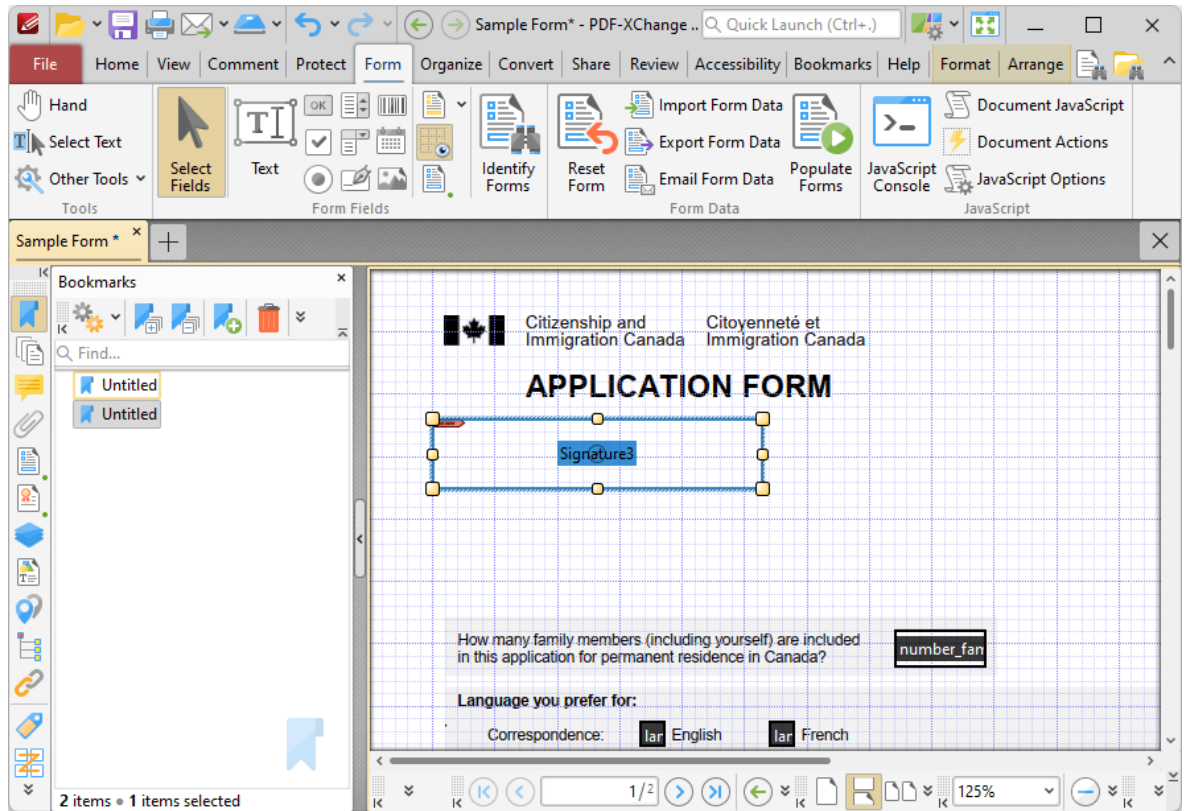 Sample Form* - PDF-XChange ..
Quick Launch (Ctrl+.)
File Home View Comment Protect Form Organize Convert Share Review Accessibility Bookmarks Help Format Arrange
Hand
Select Text
Other Tools
Tools
Select Fields
Text
OK
Form Fields
Identify Forms
Reset Form
Import Form Data
Export Form Data
Email Form Data
Populate Forms
Form Data
JavaScript Console
Document JavaScript
Document Actions
JavaScript Options
JavaScript
Sample Form *
Bookmarks
Find...
Untitled
Untitled
2 items • 1 items selected
Citizenship and Immigration Canada
Citoyenneté et Immigration Canada
APPLICATION FORM
Signature3
How many family members (including yourself) are included
in this application for permanent residence in Canada?
number_fan
Language you prefer for:
Correspondence: lar English lar French
1/2
125%